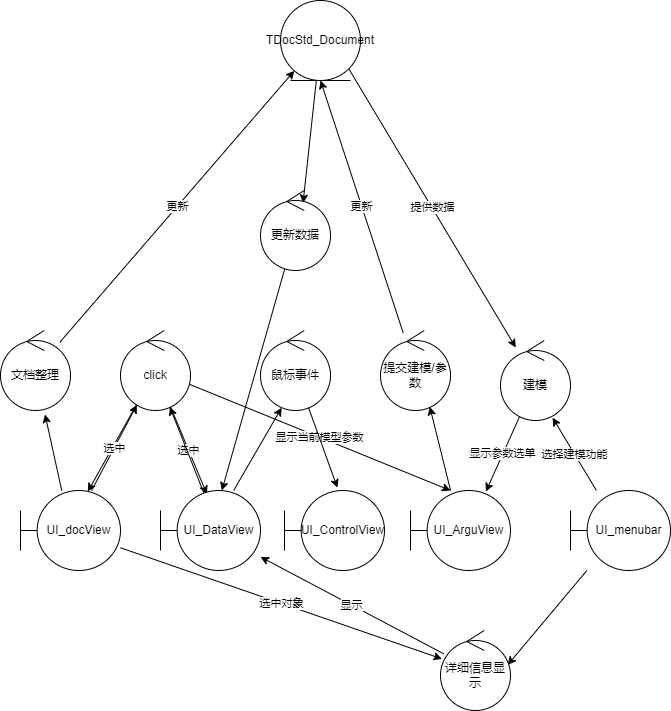 TDocStd_Document
更新
更新
提供数据
更新数据
文档整理
click
鼠标事件
提交建模/参
数
建模
选中
选中
显示当前模型参数
显示参数选单
选择建模功能
UI_docView
UI_DataView
UI_ControlView
UI_ArguView
UI_menubar
选中对象
显示
详细信息显
示